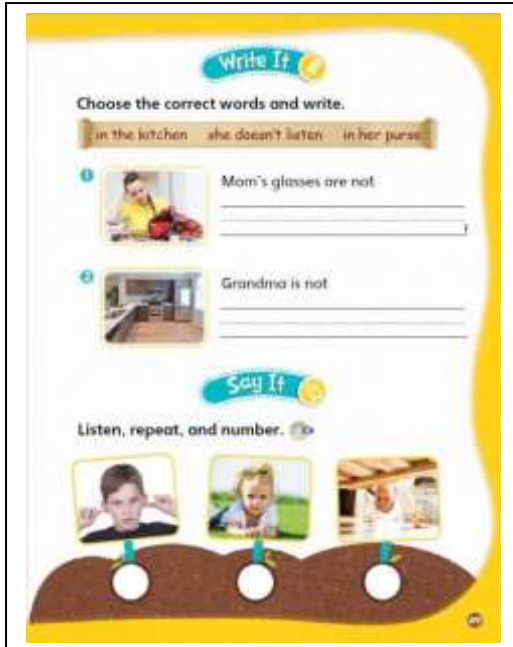 Write It
Choose the correct words and write.
in the kitchen she doesn't listen in her purse
1
Mom's glasses are not
2
Grandma is not
Say It
Listen, repeat, and number.